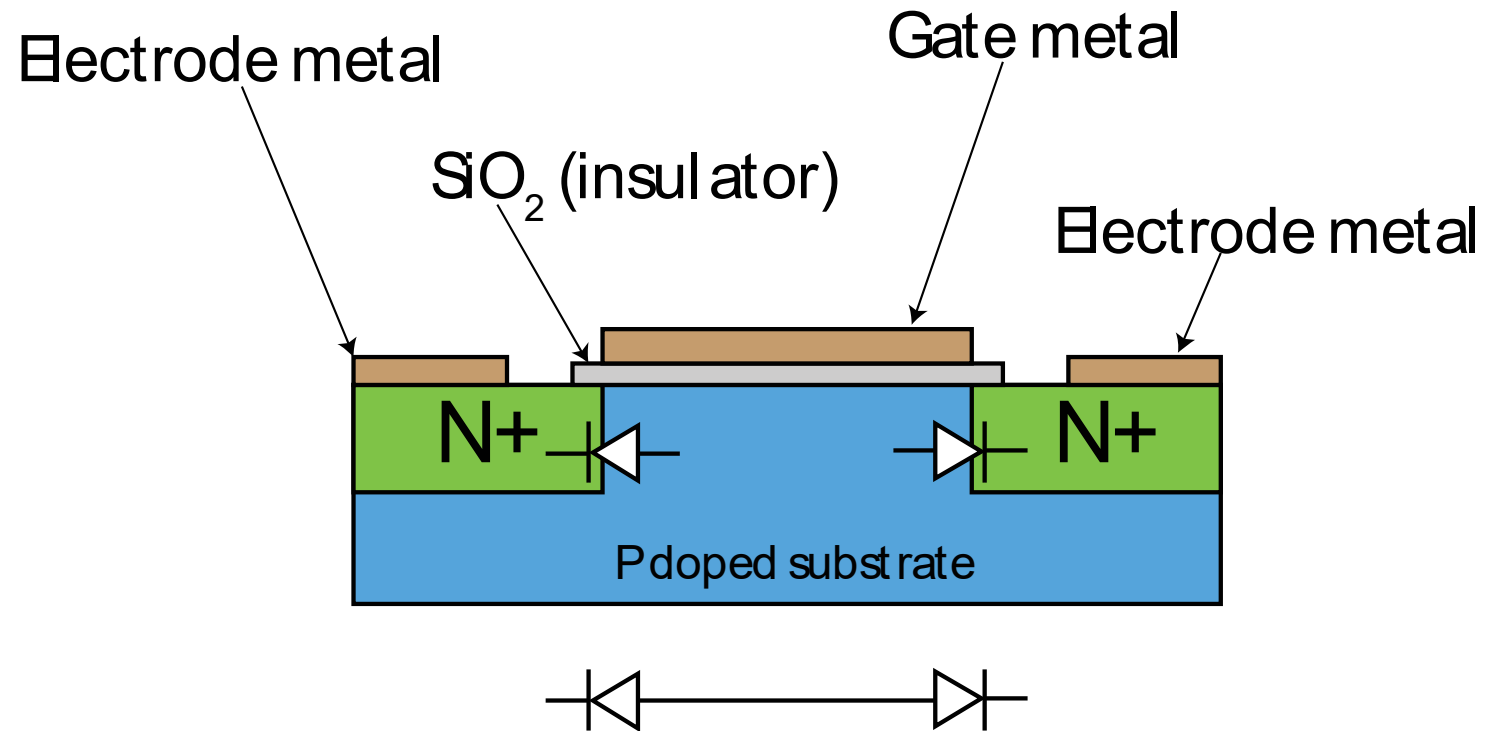 Electrode metal
Gate metal
SiO₂ (insulator)
Electrode metal
N+
N+
P doped substrate